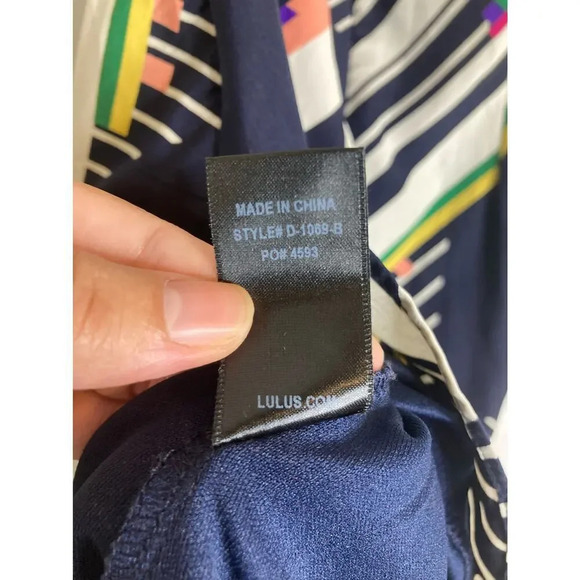 MADE IN CHINA
STYLE# D-1069-B
PO# 4593
LULUS.COM